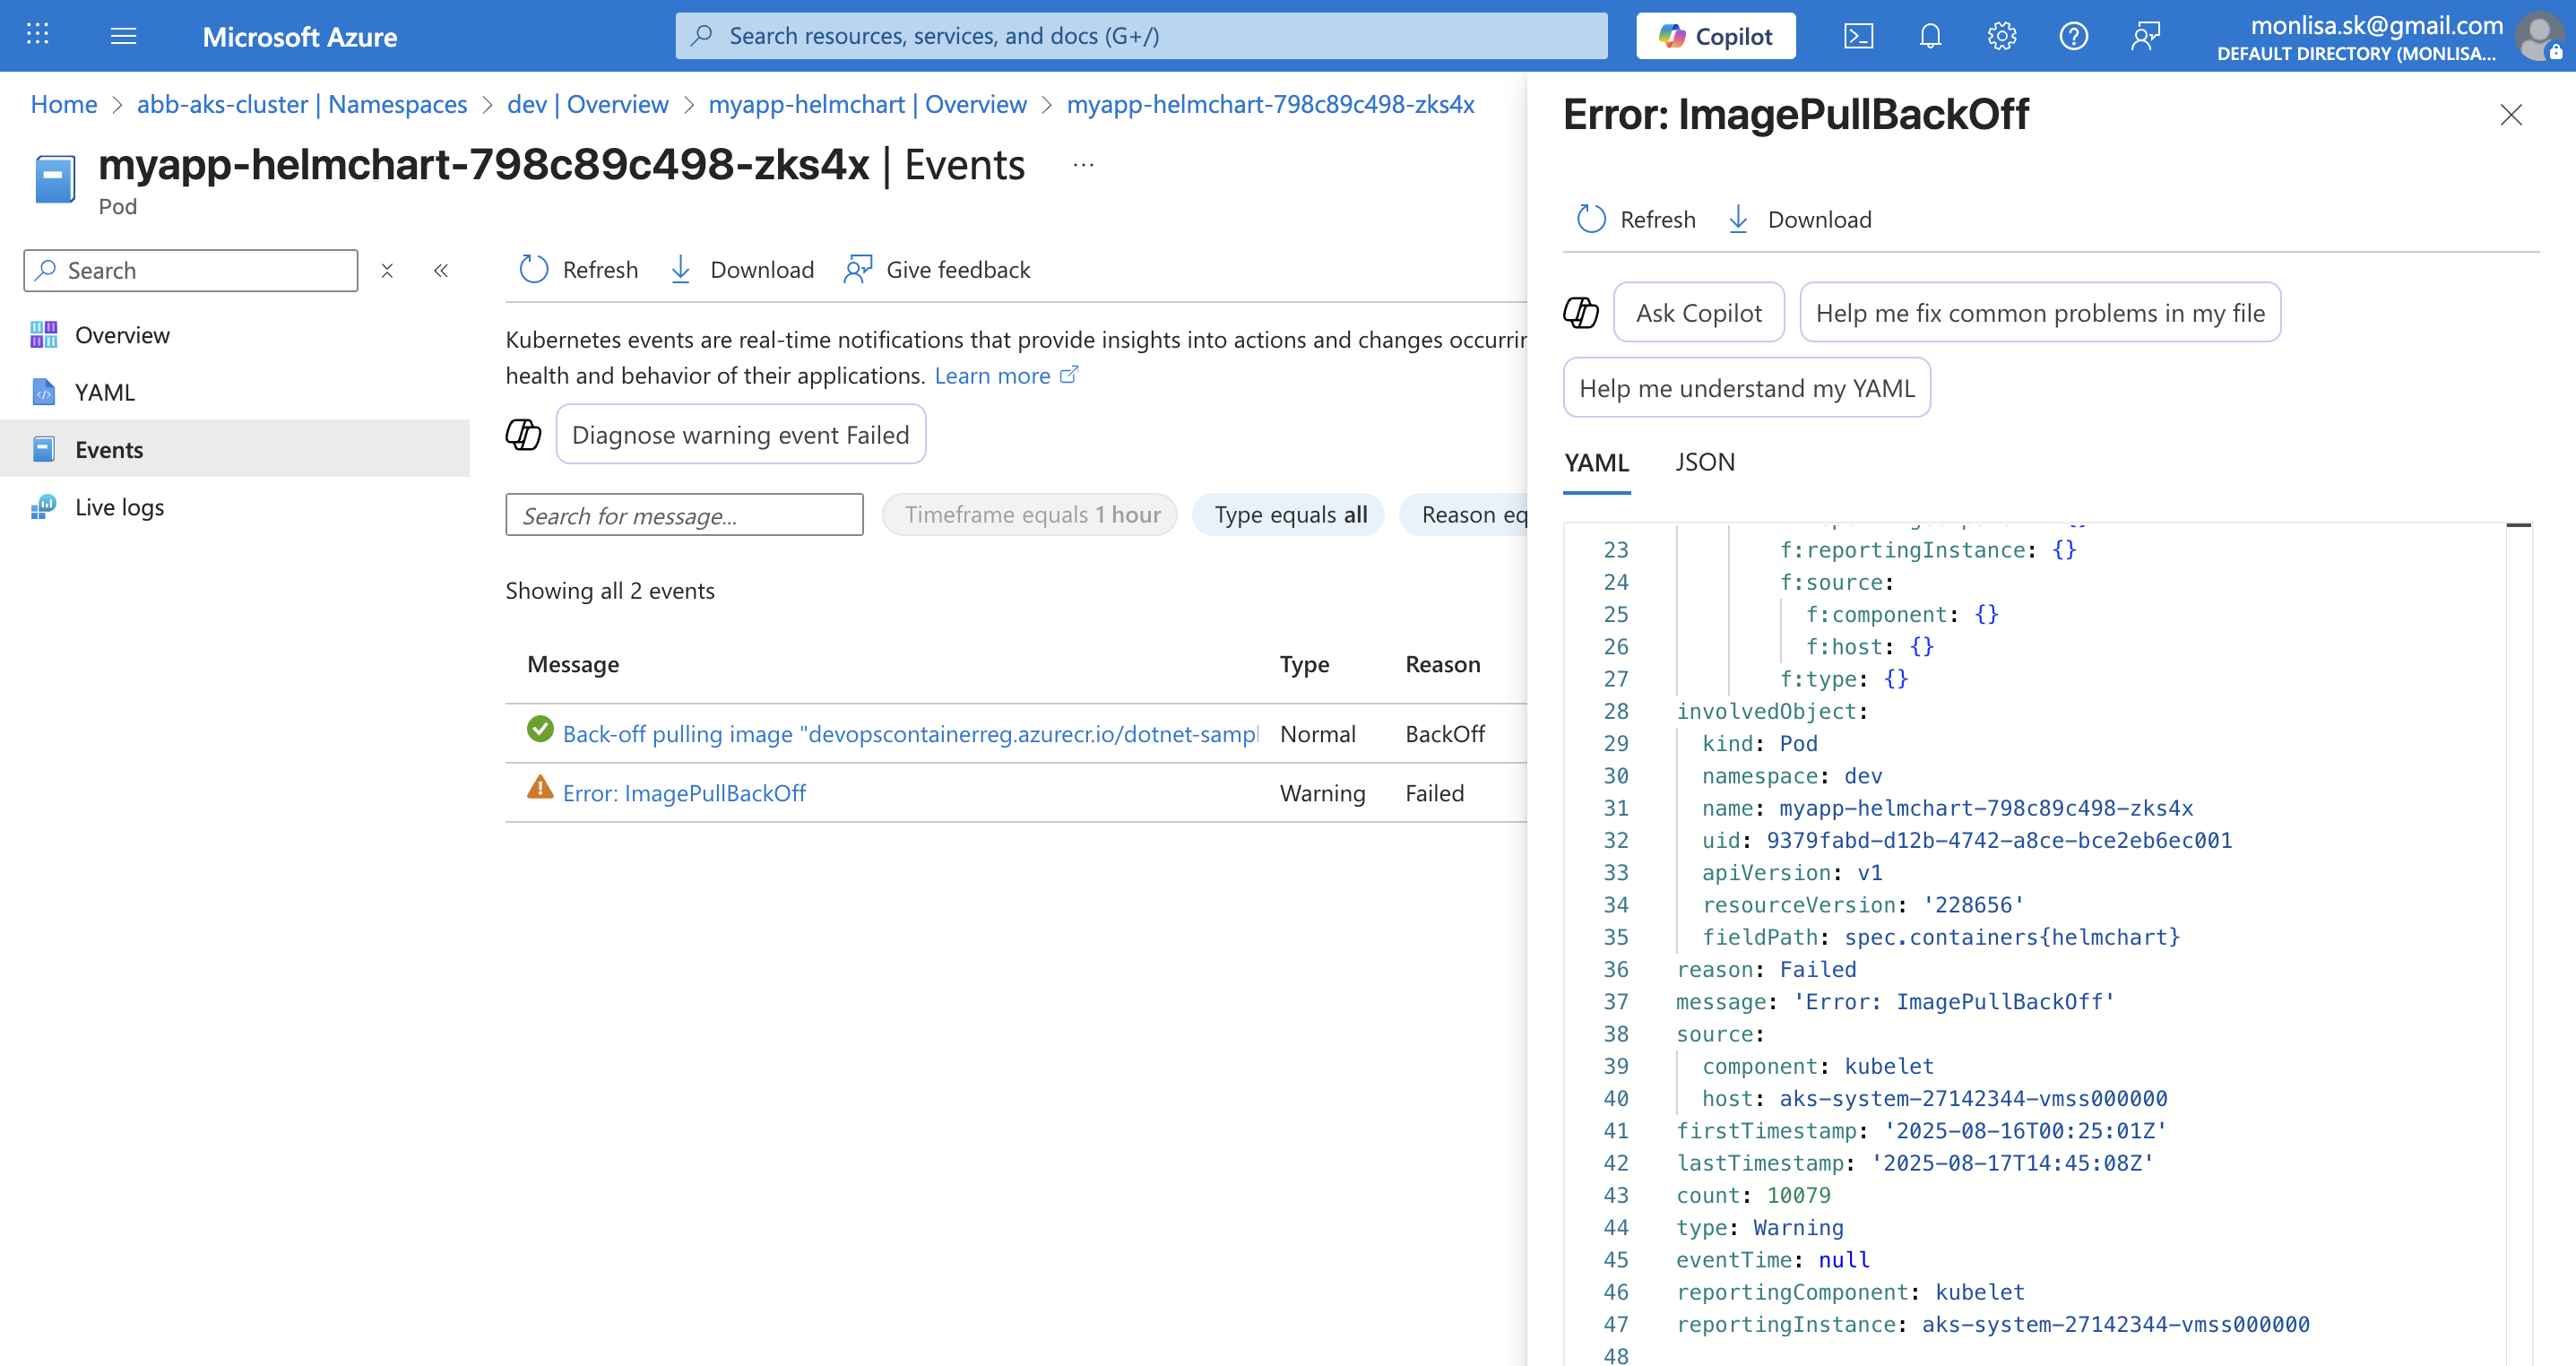 Microsoft Azure
Search resources, services, and docs (G+/)
Copilot
monlisa.sk@gmail.com
DEFAULT DIRECTORY (MONLISA...
Home > abb-aks-cluster | Namespaces > dev | Overview > myapp-helmchart | Overview > myapp-helmchart-798c89c498-zks4x
myapp-helmchart-798c89c498-zks4x | Events ...
Pod
Search
Overview
YAML
Events
Live logs
Refresh
Download
Give feedback
Kubernetes events are real-time notifications that provide insights into actions and changes occurrin
health and behavior of their applications. Learn more
Diagnose warning event Failed
Search for message...
Timeframe equals 1 hour
Type equals all
Reason eq
Showing all 2 events
Message Type Reason
Back-off pulling image "devopscontainerreg.azurecr.io/dotnet-sampl Normal BackOff
Error: ImagePullBackOff Warning Failed
Error: ImagePullBackOff
Refresh
Download
Ask Copilot
Help me fix common problems in my file
Help me understand my YAML
YAML
JSON
23 f:reportingInstance: {}
24 f:source:
25 f:component: {}
26 f:host: {}
27 f:type: {}
28 involvedObject:
29 kind: Pod
30 namespace: dev
31 name: myapp-helmchart-798c89c498-zks4x
32 uid: 9379fabd-d12b-4742-a8ce-bce2eb6ec001
33 apiVersion: v1
34 resourceVersion: '228656'
35 fieldPath: spec.containers{helmchart}
36 reason: Failed
37 message: 'Error: ImagePullBackOff'
38 source:
39 component: kubelet
40 host: aks-system-27142344-vmss000000
41 firstTimestamp: '2025-08-16T00:25:01Z'
42 lastTimestamp: '2025-08-17T14:45:08Z'
43 count: 10079
44 type: Warning
45 eventTime: null
46 reportingComponent: kubelet
47 reportingInstance: aks-system-27142344-vmss000000
48